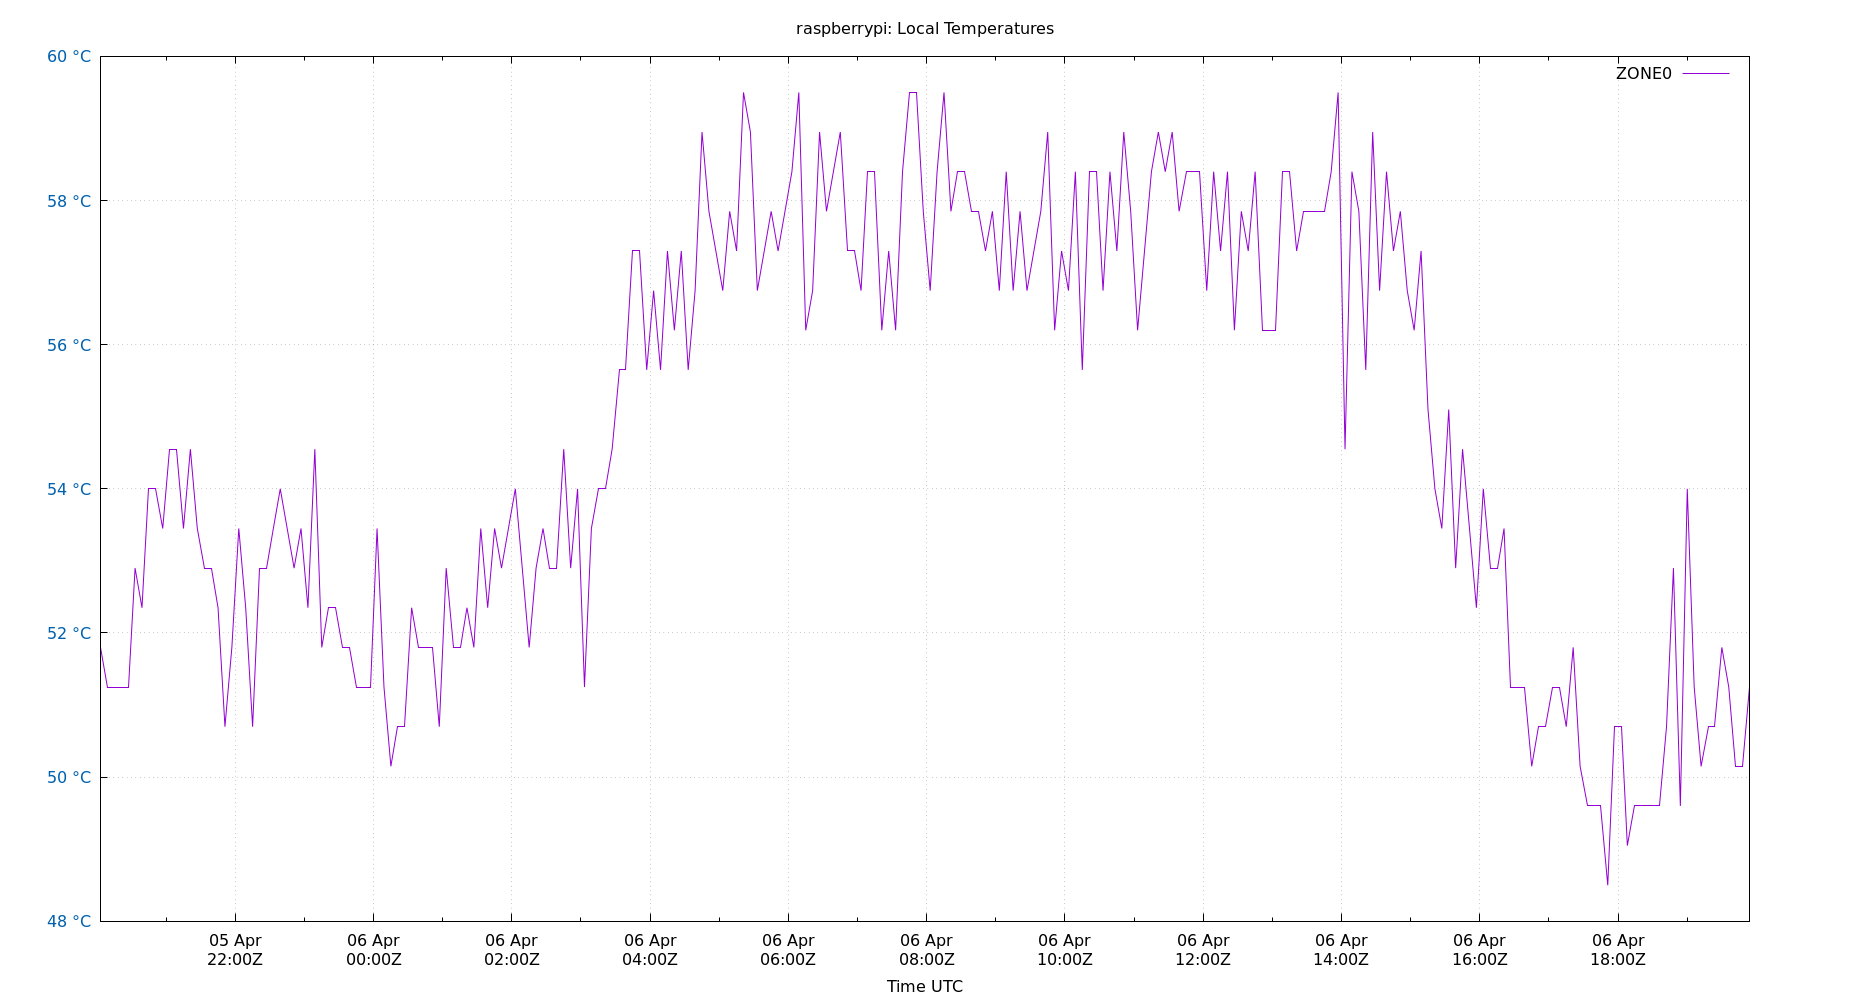 raspberrypi: Local Temperatures
60 °C
ZONE0
58 °C
56 °C
54 °C
52 °C
50 °C
48 °C
05 Apr 06 Apr 06 Apr 06 Apr 06 Apr 06 Apr 06 Apr 06 Apr 06 Apr 06 Apr 06 Apr
22:00Z 00:00Z 02:00Z 04:00Z 06:00Z 08:00Z 10:00Z 12:00Z 14:00Z 16:00Z 18:00Z
Time UTC